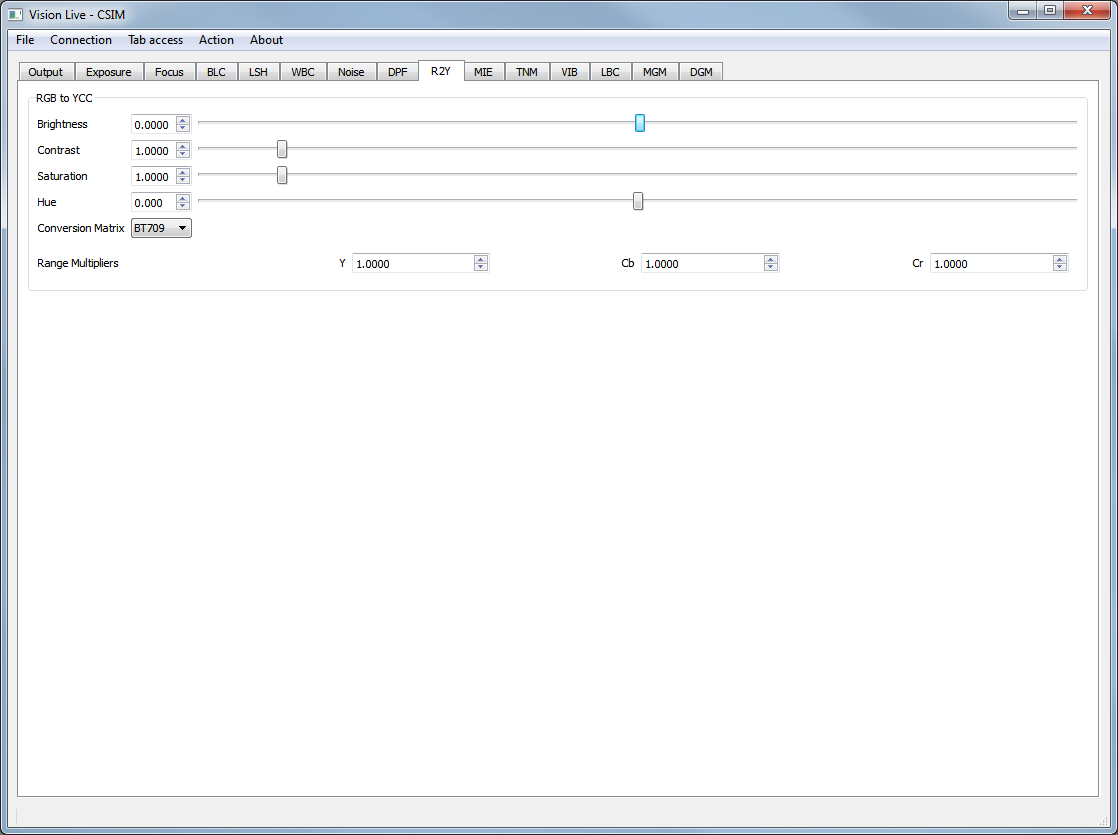 Vision Live - CSIM
File Connection Tab access Action About
Output Exposure Focus BLC LSH WBC Noise DPF R2Y MIE TNM VIB LBC MGM DGM
RGB to YCC
Brightness 0.0000
Contrast 1.0000
Saturation 1.0000
Hue 0.000
Conversion Matrix BT709
Range Multipliers Y 1.0000 Cb 1.0000 Cr 1.0000